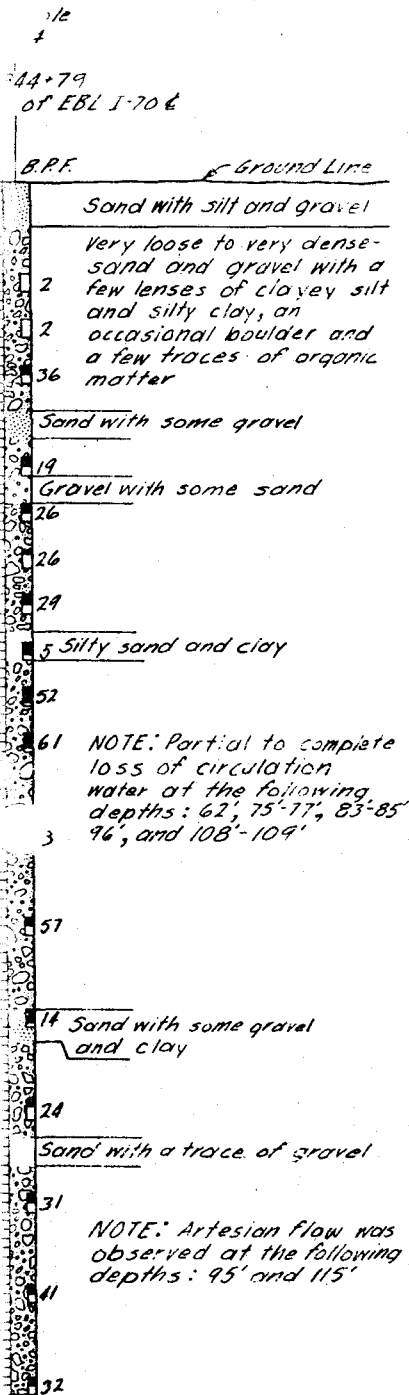 44+79
of EBL I-70 ℄
B.P.F.
Ground Line
Sand with silt and gravel
Very loose to very dense-
sand and gravel with a
2
few lenses of clayey silt
and silty clay, an
2
occasional boulder and
a few traces of organic
36 matter
Sand with some gravel
19
Gravel with some sand
26
26
29
5 Silty sand and clay
52
61 NOTE: Partial to complete
loss of circulation
water at the following
depths: 62', 75'-77', 83'-85'
3 96', and 108'-109'
57
14 Sand with some gravel
and clay
24
Sand with a trace of gravel
31
NOTE: Artesian flow was
observed at the following
depths: 95' and 115'
41
32